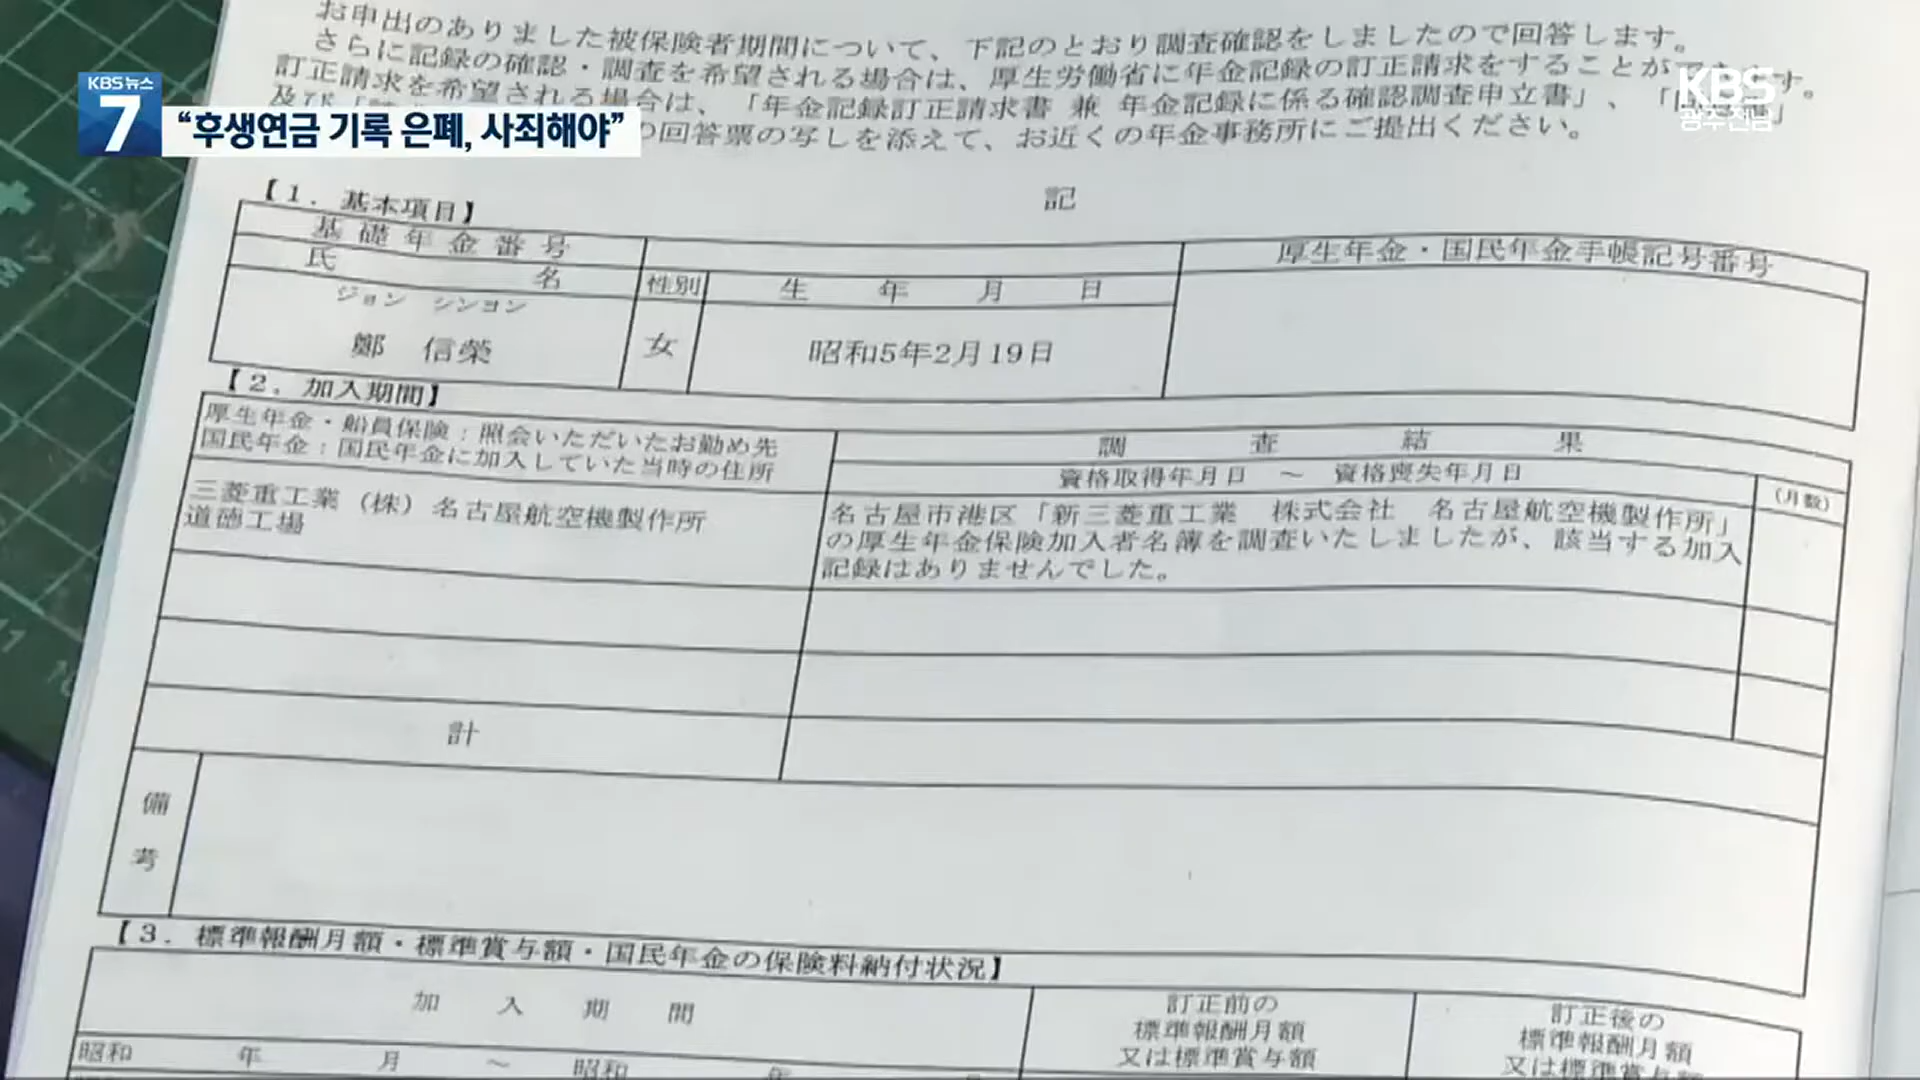 お申出のありました被保険者期間について、下記のとおり調査確認をしましたので回答します。
さらに記録の確認・調査を希望される場合は、厚生労働省に年金記録の訂正請求をすることができます。
訂正請求を希望される場合は、「年金記録訂正請求書 兼 年金記録に係る確認調査申立書」、「
及び
の回答票の写しを添えて、お近くの年金事務所にご提出ください。
KBS뉴스
7
“후생연금 기록 은폐, 사죄해야”
KBS
광주전남
記
【1. 基本項目】
基礎年金番号
厚生年金・国民年金手帳記号番号
氏 名
性別
生 年 月 日
ジョン シンヨン
鄭 信榮
女
昭和5年2月19日
【2. 加入期間】
厚生年金・船員保険：照会いただいたお勤め先
国民年金：国民年金に加入していた当時の住所
調 査 結 果
資格取得年月日 ～ 資格喪失年月日
(月数)
三菱重工業（株）名古屋航空機製作所
道徳工場
名古屋市港区「新三菱重工業 株式会社 名古屋航空機製作所」
の厚生年金保険加入者名簿を調査いたしましたが、該当する加入
記録はありませんでした。
計
備
考
【3. 標準報酬月額・標準賞与額・国民年金の保険料納付状況】
加 入 期 間
訂正前の
標準報酬月額
又は標準賞与額
訂正後の
標準報酬月額
又は標準賞与額
昭和 年 月 ～ 昭和 年